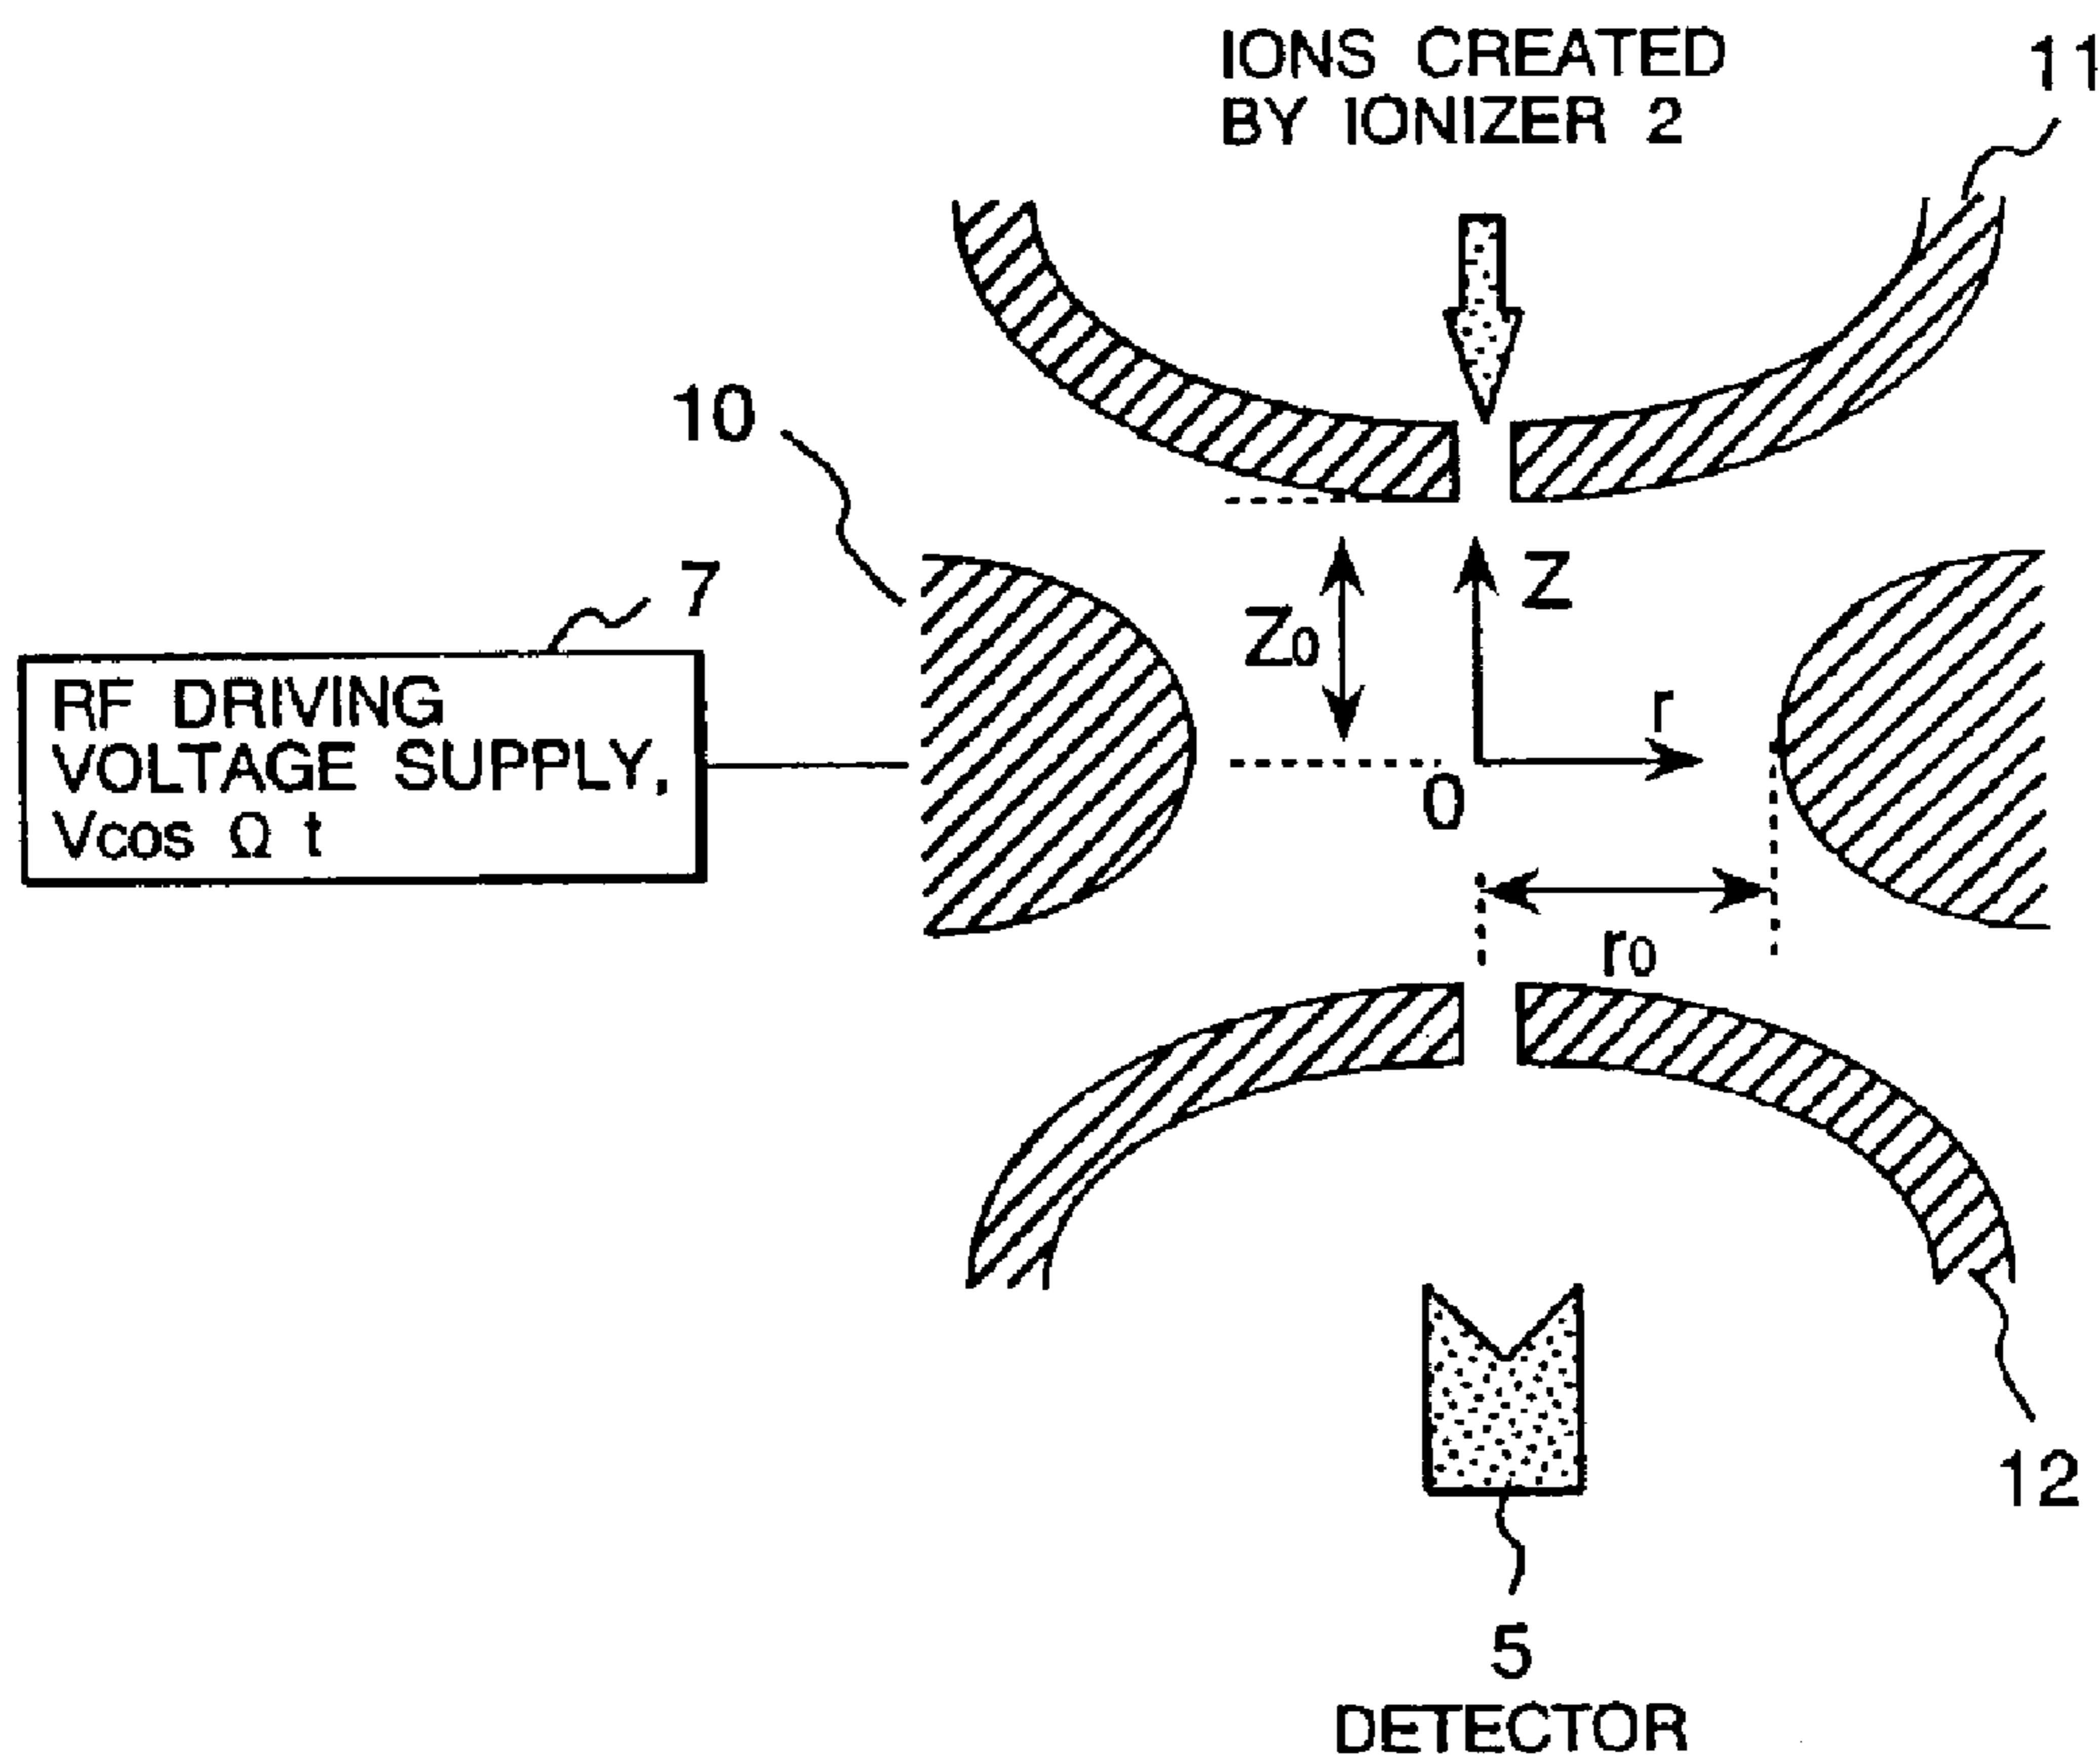 IONS CREATED
BY IONIZER 2
11
10
7
RF DRIVING
VOLTAGE SUPPLY,
Vcos Ω t
Z
Z0
r
0
r0
12
5
DETECTOR